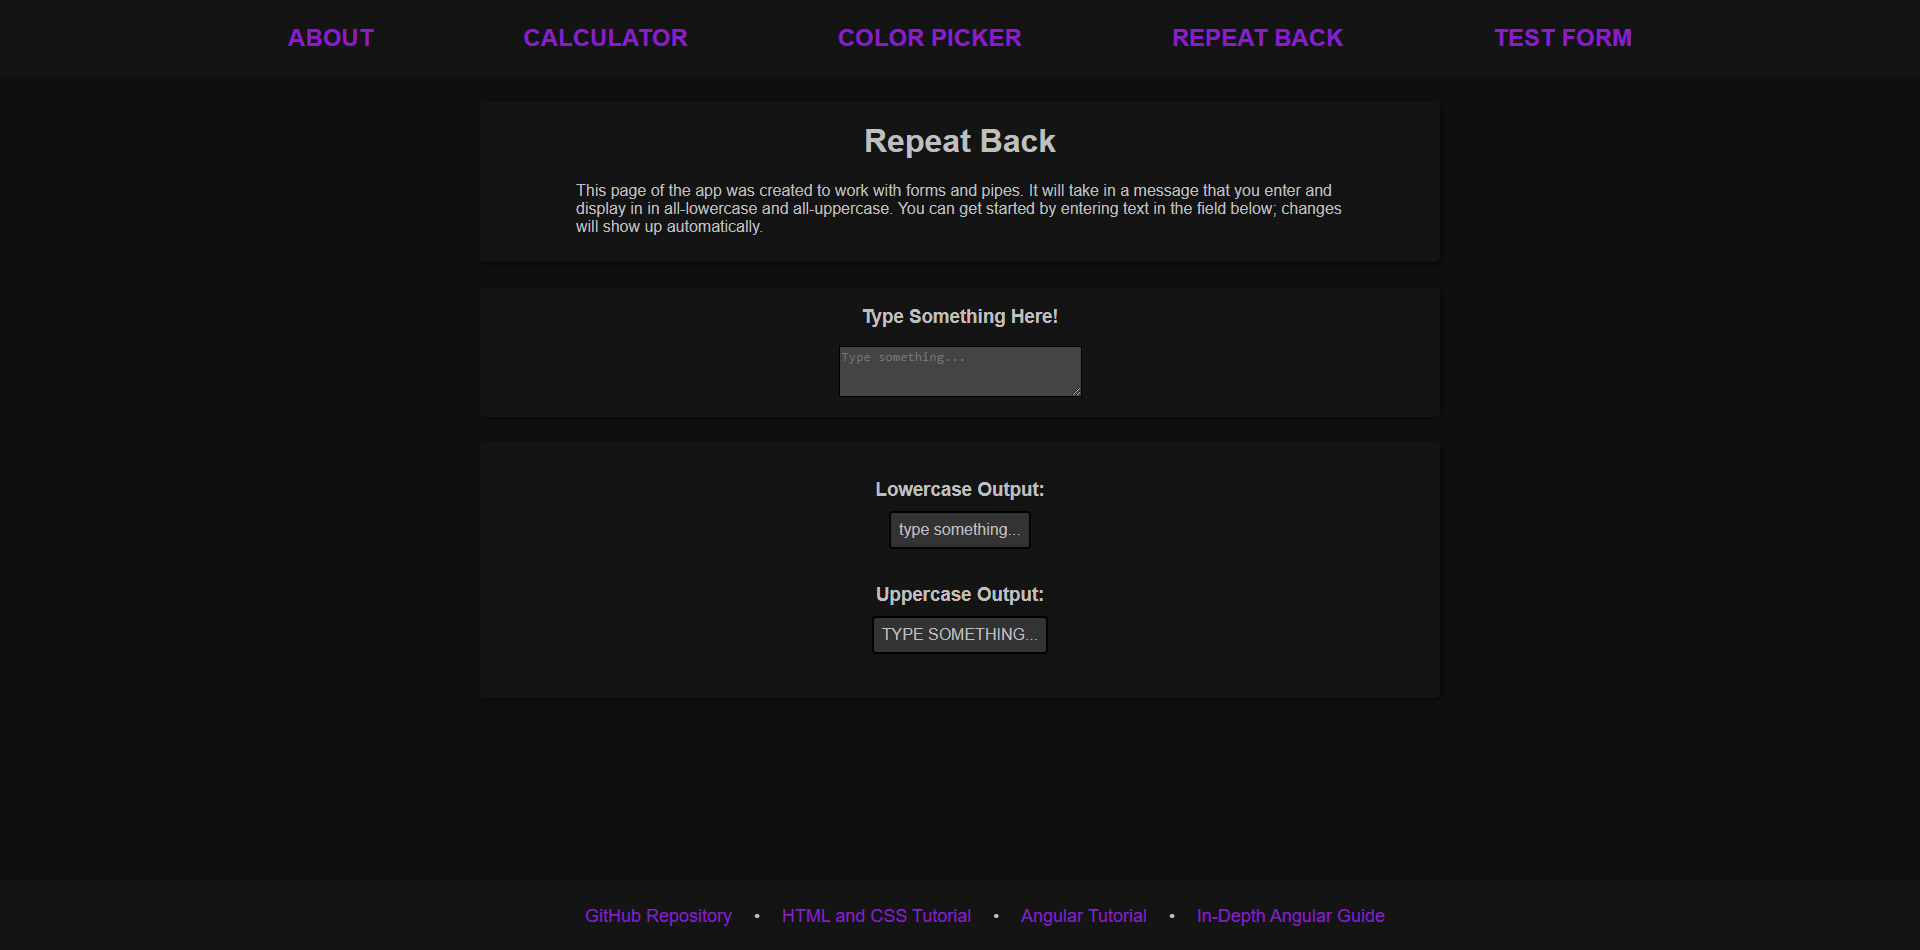 ABOUT CALCULATOR COLOR PICKER REPEAT BACK TEST FORM
Repeat Back
This page of the app was created to work with forms and pipes. It will take in a message that you enter and
display in in all-lowercase and all-uppercase. You can get started by entering text in the field below; changes
will show up automatically.
Type Something Here!
Type something...
Lowercase Output:
type something...
Uppercase Output:
TYPE SOMETHING...
GitHub Repository • HTML and CSS Tutorial • Angular Tutorial • In-Depth Angular Guide